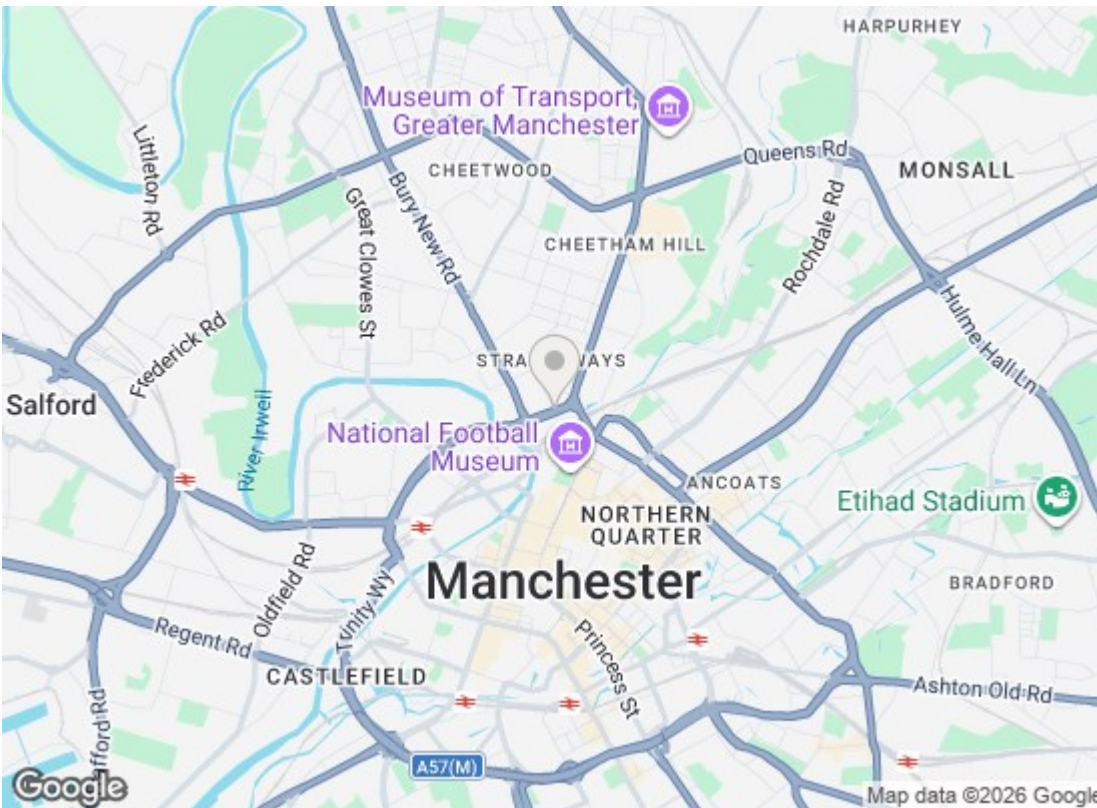 HARPURHEY
Museum of Transport,
Greater Manchester
Littleton Rd
CHEETWOOD
Queens Rd
MONSALL
Great Clowes St
Bury New Rd
CHEETHAM HILL
Rochdale Rd
Hulme Hall Ln
Frederick Rd
Salford
River Irwell
National Football
Museum
ANCOATS
Etihad Stadium
NORTHERN
QUARTER
Manchester
BRADFORD
Oldfield Rd
Regent Rd
Princess St
CASTLEFIELD
Ashton Old Rd
afford Rd
A57(M)
Google
Map data ©2026 Google